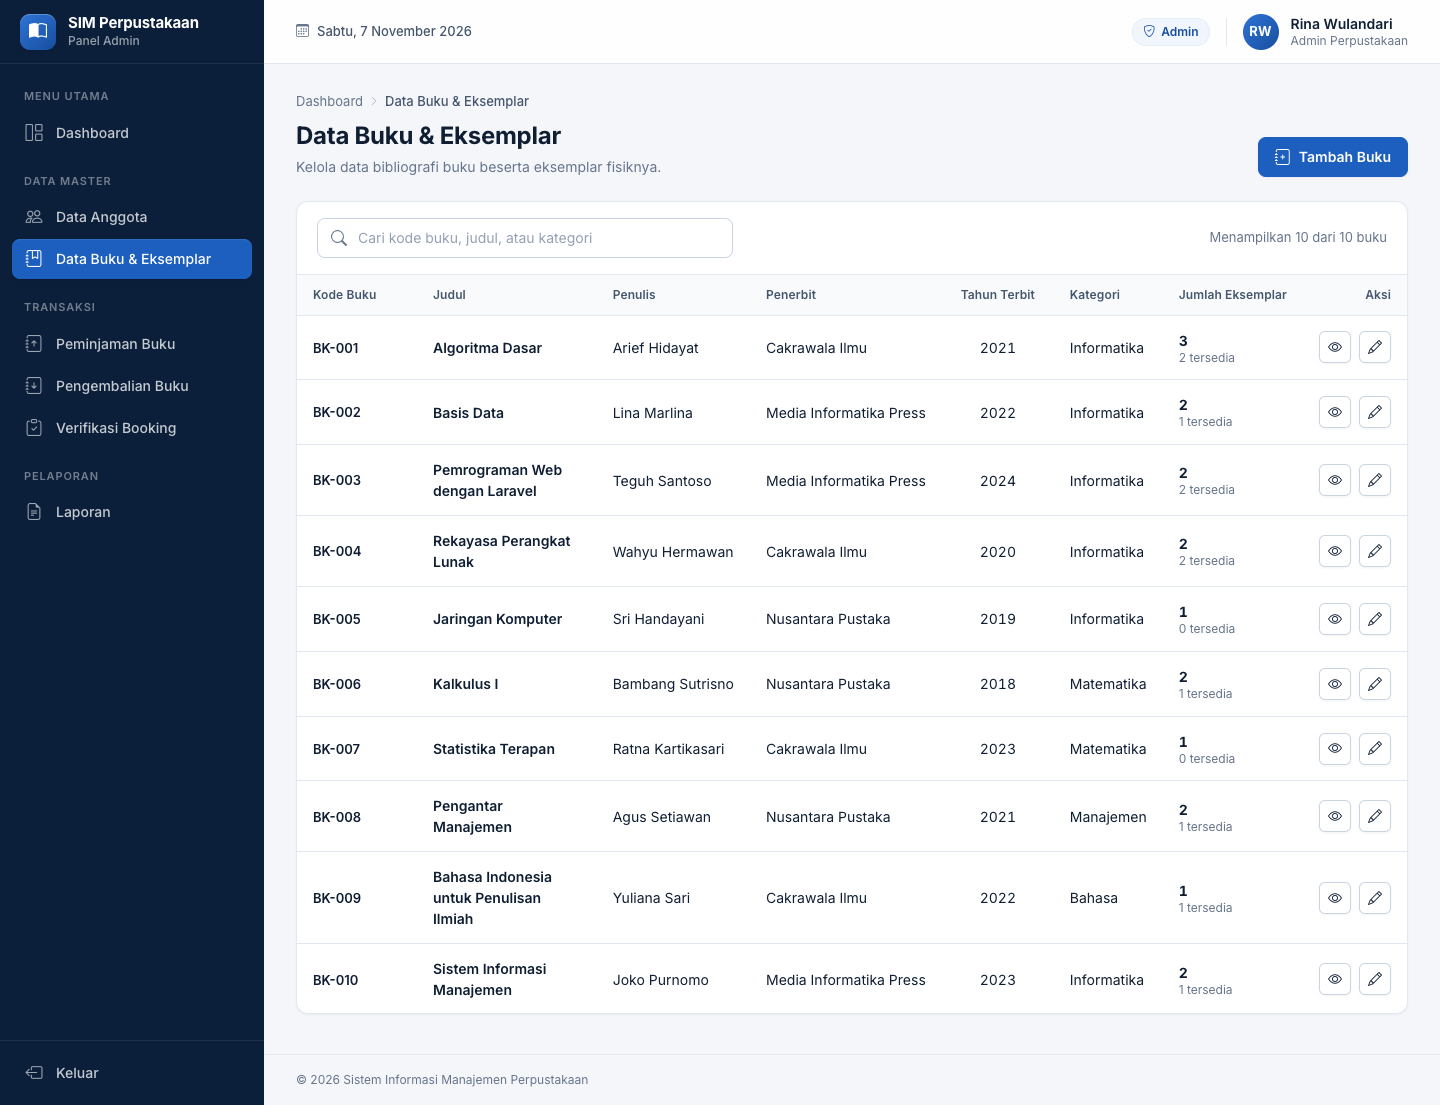 SIM Perpustakaan
Panel Admin
MENU UTAMA
Dashboard
DATA MASTER
Data Anggota
Data Buku & Eksemplar
TRANSAKSI
Peminjaman Buku
Pengembalian Buku
Verifikasi Booking
PELAPORAN
Laporan
Keluar
Sabtu, 7 November 2026
Admin
RW
Rina Wulandari
Admin Perpustakaan
Dashboard
Data Buku & Eksemplar
Data Buku & Eksemplar
Kelola data bibliografi buku beserta eksemplar fisiknya.
Tambah Buku
Cari kode buku, judul, atau kategori
Menampilkan 10 dari 10 buku
Kode Buku Judul Penulis Penerbit Tahun Terbit Kategori Jumlah Eksemplar Aksi
BK-001 Algoritma Dasar Arief Hidayat Cakrawala Ilmu 2021 Informatika 3
2 tersedia
BK-002 Basis Data Lina Marlina Media Informatika Press 2022 Informatika 2
1 tersedia
BK-003 Pemrograman Web Teguh Santoso Media Informatika Press 2024 Informatika 2
dengan Laravel 2 tersedia
BK-004 Rekayasa Perangkat Wahyu Hermawan Cakrawala Ilmu 2020 Informatika 2
Lunak 2 tersedia
BK-005 Jaringan Komputer Sri Handayani Nusantara Pustaka 2019 Informatika 1
0 tersedia
BK-006 Kalkulus I Bambang Sutrisno Nusantara Pustaka 2018 Matematika 2
1 tersedia
BK-007 Statistika Terapan Ratna Kartikasari Cakrawala Ilmu 2023 Matematika 1
0 tersedia
BK-008 Pengantar Agus Setiawan Nusantara Pustaka 2021 Manajemen 2
Manajemen 1 tersedia
BK-009 Bahasa Indonesia Yuliana Sari Cakrawala Ilmu 2022 Bahasa 1
untuk Penulisan 1 tersedia
Ilmiah
BK-010 Sistem Informasi Joko Purnomo Media Informatika Press 2023 Informatika 2
Manajemen 1 tersedia
© 2026 Sistem Informasi Manajemen Perpustakaan